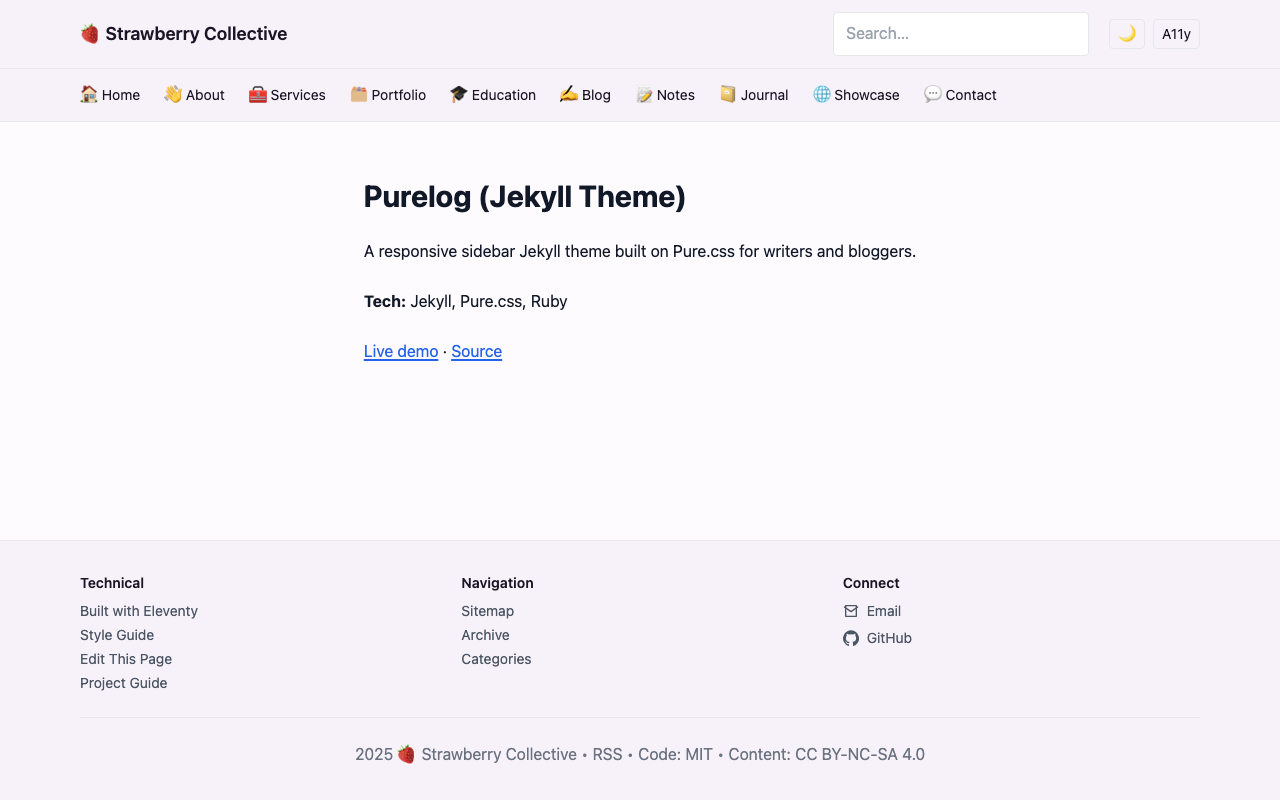 🍓 Strawberry Collective
Search...
🌙 A11y
🏠 Home 👋 About 🧰 Services 🗂️ Portfolio 🎓 Education ✍️ Blog 📝 Notes 📔 Journal 🌐 Showcase 💬 Contact
Purelog (Jekyll Theme)
A responsive sidebar Jekyll theme built on Pure.css for writers and bloggers.
Tech: Jekyll, Pure.css, Ruby
Live demo · Source
Technical
Built with Eleventy
Style Guide
Edit This Page
Project Guide
Navigation
Sitemap
Archive
Categories
Connect
Email
GitHub
2025 🍓 Strawberry Collective • RSS • Code: MIT • Content: CC BY-NC-SA 4.0